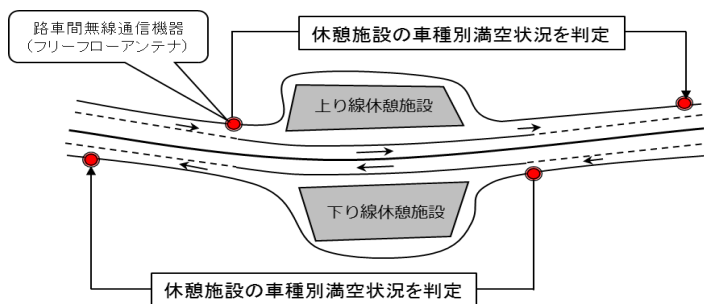 路車間無線通信機器
(フリーフローアンテナ)
休憩施設の車種別満空状況を判定
上り線休憩施設
下り線休憩施設
休憩施設の車種別満空状況を判定